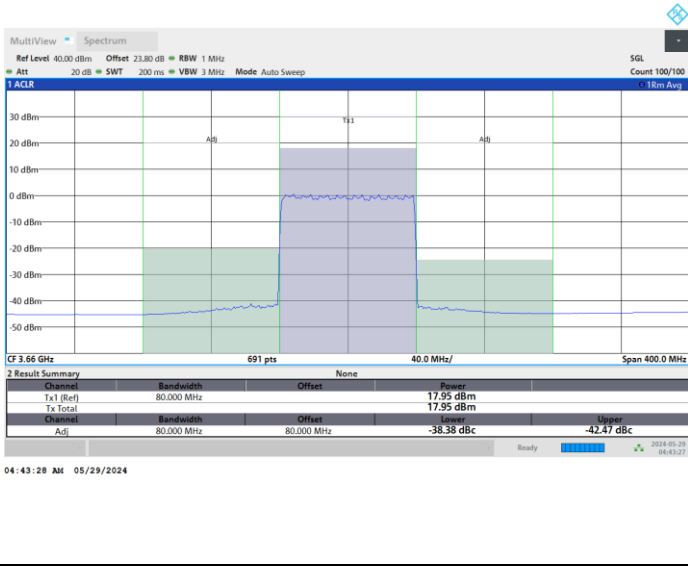 MultiView Spectrum
Ref Level 40.00 dBm Offset 23.80 dB RBW 1 MHz SGL
Att 20 dB SWT 200 ms VBW 3 MHz Mode Auto Sweep Count 100/100
1 ACLR 1Rm Avg
30 dBm
Tx1
20 dBm
Adj Adj
10 dBm
0 dBm
-10 dBm
-20 dBm
-30 dBm
-40 dBm
-50 dBm
CF 3.66 GHz 691 pts 40.0 MHz/ Span 400.0 MHz
2 Result Summary None
Channel Bandwidth Offset Power
Tx1 (Ref) 80.000 MHz 17.95 dBm
Tx Total 17.95 dBm
Channel Bandwidth Offset Lower Upper
Adj 80.000 MHz 80.000 MHz -38.38 dBc -42.47 dBc
Ready 2024-05-29
04:43:27
04:43:28 AM 05/29/2024